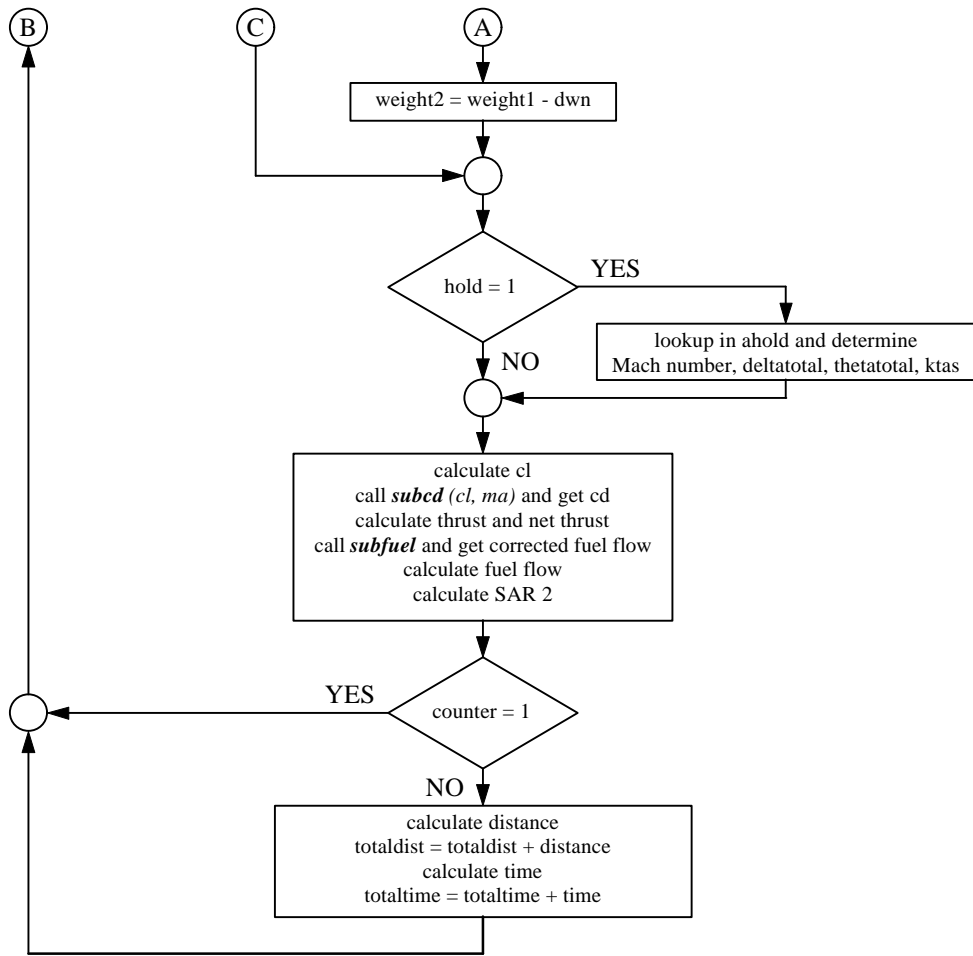 B
C
A
weight2 = weight1 - dwn
hold = 1
YES
lookup in ahold and determine
Mach number, deltatotal, thetatotal, ktas
NO
calculate cl
call subcd (cl, ma) and get cd
calculate thrust and net thrust
call subfuel and get corrected fuel flow
calculate fuel flow
calculate SAR 2
YES
counter = 1
NO
calculate distance
totaldist = totaldist + distance
calculate time
totaltime = totaltime + time